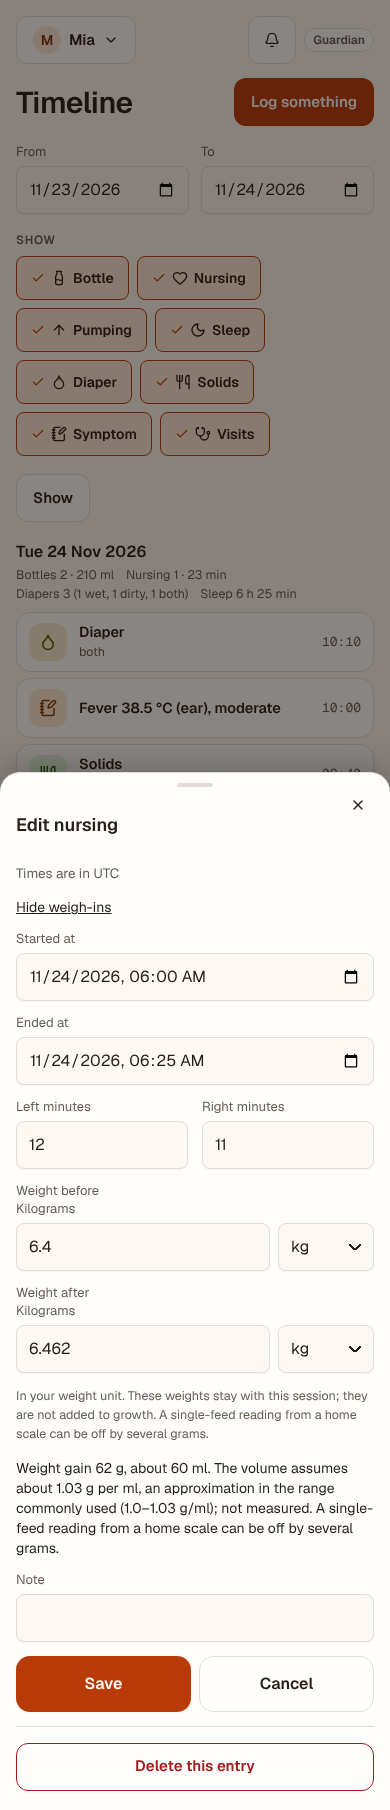 M Mia
Guardian
Timeline
Log something
From
To
11/23/2026
11/24/2026
SHOW
Bottle
Nursing
Pumping
Sleep
Diaper
Solids
Symptom
Visits
Show
Tue 24 Nov 2026
Bottles 2 · 210 ml Nursing 1 · 23 min
Diapers 3 (1 wet, 1 dirty, 1 both) Sleep 6 h 25 min
Diaper
both
10:10
Fever 38.5 °C (ear), moderate
10:00
Solids
Edit nursing
Times are in UTC
Hide weigh-ins
Started at
11/24/2026, 06:00 AM
Ended at
11/24/2026, 06:25 AM
Left minutes
Right minutes
12
11
Weight before
Kilograms
6.4
kg
Weight after
Kilograms
6.462
kg
In your weight unit. These weights stay with this session; they
are not added to growth. A single-feed reading from a home
scale can be off by several grams.
Weight gain 62 g, about 60 ml. The volume assumes
about 1.03 g per ml, an approximation in the range
commonly used (1.0–1.03 g/ml); not measured. A single-
feed reading from a home scale can be off by several
grams.
Note
Save
Cancel
Delete this entry